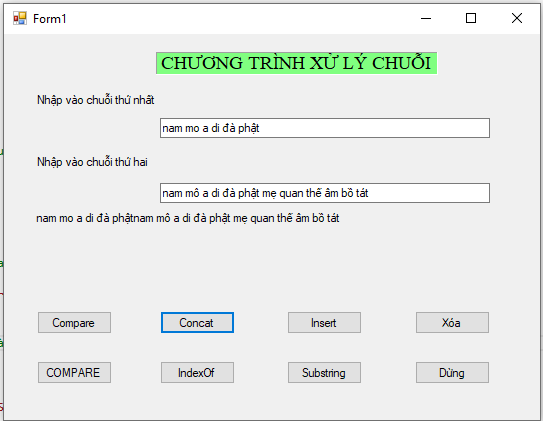 Form1
CHƯƠNG TRÌNH XỬ LÝ CHUỖI
Nhập vào chuỗi thứ nhất
nam mo a di đà phật
Nhập vào chuỗi thứ hai
nam mô a di đà phật mẹ quan thế âm bồ tát
nam mo a di đà phậtnam mô a di đà phật mẹ quan thế âm bồ tát
Compare Concat Insert Xóa
COMPARE IndexOf Substring Dừng